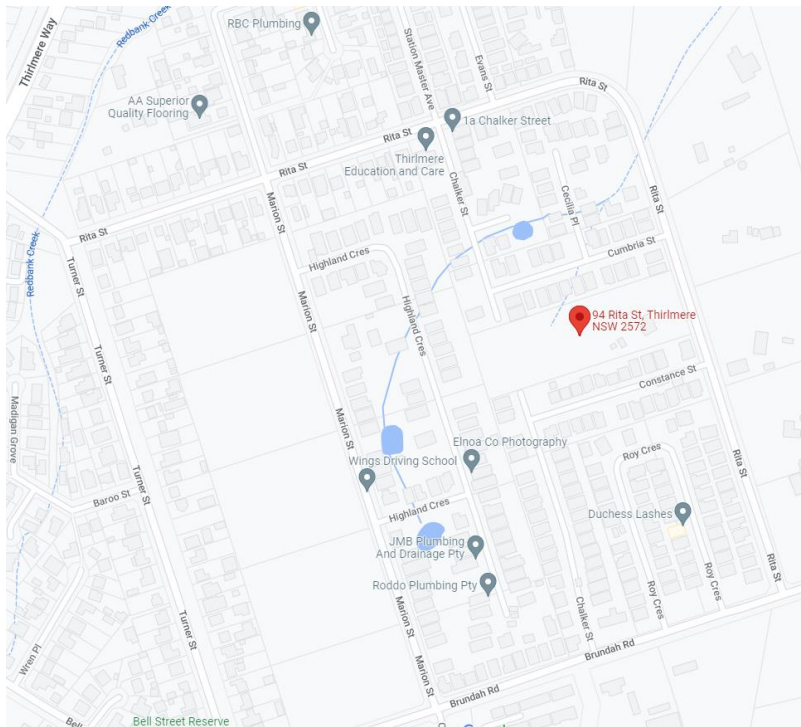 Thirlmere Way
Redbank Creek
RBC Plumbing
Station Master Ave
Evans St
Rita St
AA Superior
Quality Flooring
1a Chalker Street
Rita St
Thirlmere
Education and Care
Rita St
Chalker St
Cecilia Pl
Rita St
Marion St
Rita St
Redbank Creek
Turner St
Highland Cres
Cumbria St
Marion St
Highland Cres
94 Rita St, Thirlmere
NSW 2572
Turner St
Constance St
Madigan Grove
Marion St
Elnoa Co Photography
Roy Cres
Rita St
Wings Driving School
Baroo St
Turner St
Highland Cres
Duchess Lashes
JMB Plumbing
And Drainage Pty
Rita St
Roddo Plumbing Pty
Roy Cres
Roy Cres
Marion St
Chalker St
Turner St
Wren Pl
Brundah Rd
Marion St
Brundah Rd
Bell Street Reserve
Bell